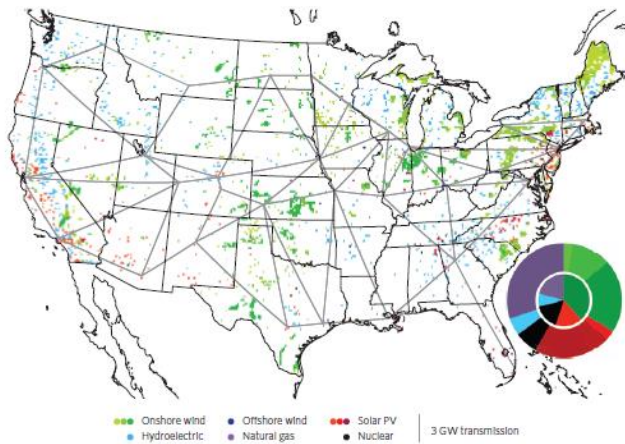 Onshore wind Offshore wind Solar PV
Hydroelectric Natural gas Nuclear
3 GW transmission